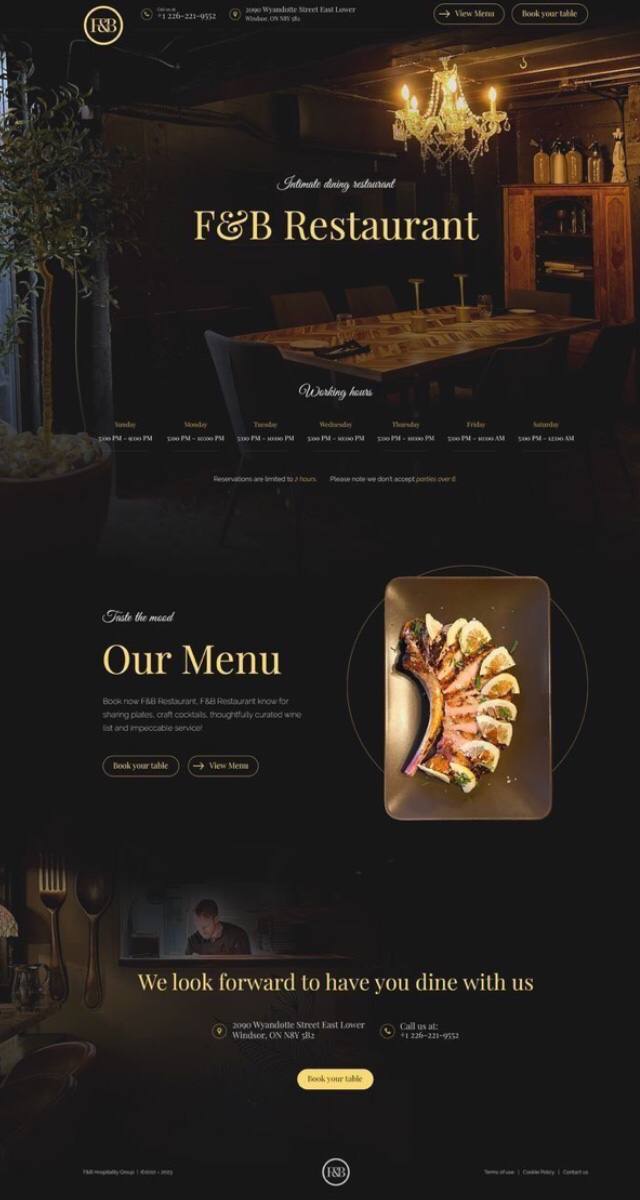 F&B
Call us at:
+1 226-221-9552
2090 Wyandotte Street East Lower
Windsor, ON N8Y 5B2
View Menu
Book your table
Intimate dining restaurant
F&B Restaurant
Working hours
Sunday
Monday
Tuesday
Wednesday
Thursday
Friday
Saturday
5:00 PM - 9:00 PM
5:00 PM - 10:00 PM
5:00 PM - 10:00 PM
5:00 PM - 10:00 PM
5:00 PM - 10:00 PM
5:00 PM - 10:00 AM
5:00 PM - 12:00 AM
Reservations are limited to 2 hours. Please note we don't accept parties over 8
Taste the mood
Our Menu
Book now F&B Restaurant, F&B Restaurant know for
sharing plates, craft cocktails, thoughtfully curated wine
list and impeccable service!
Book your table
View Menu
We look forward to have you dine with us
2090 Wyandotte Street East Lower
Windsor, ON N8Y 5B2
Call us at:
+1 226-221-9552
Book your table
F&B Hospitality Group | ©2010 - 2023
F&B
Terms of use | Cookie Policy | Contact us